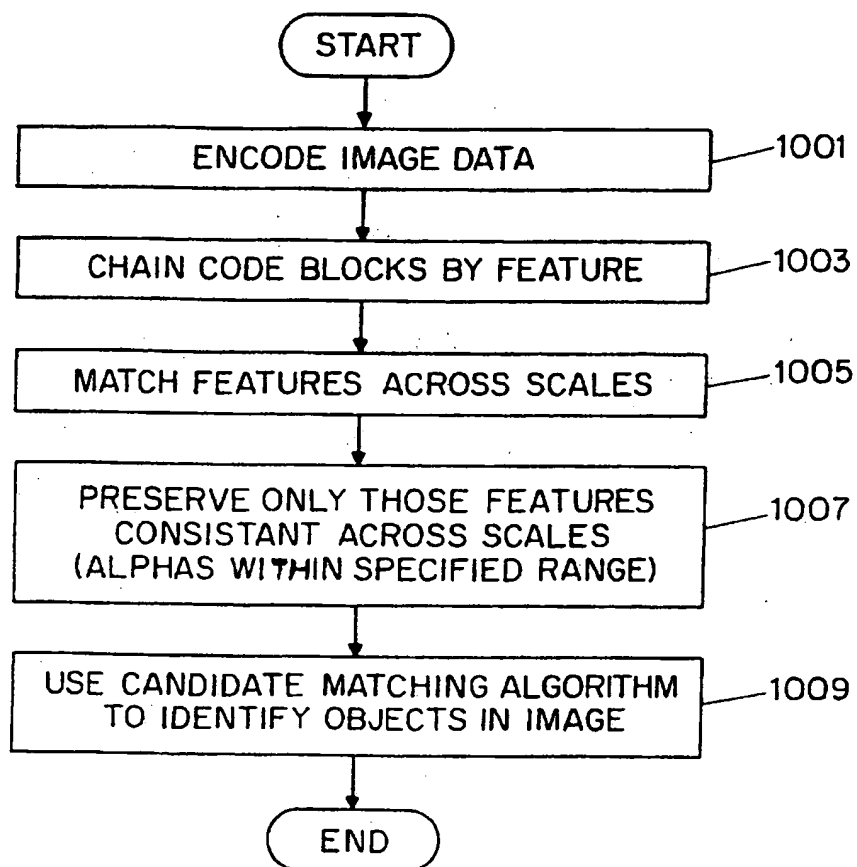 START
ENCODE IMAGE DATA
1001
CHAIN CODE BLOCKS BY FEATURE
1003
MATCH FEATURES ACROSS SCALES
1005
PRESERVE ONLY THOSE FEATURES
CONSISTANT ACROSS SCALES
(ALPHAS WITHIN SPECIFIED RANGE)
1007
USE CANDIDATE MATCHING ALGORITHM
TO IDENTIFY OBJECTS IN IMAGE
1009
END